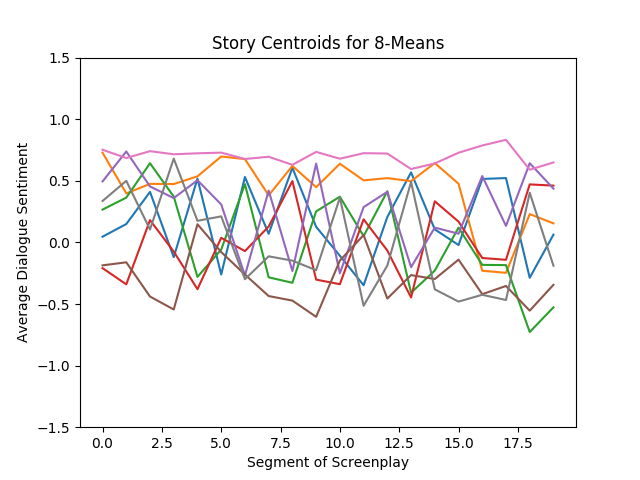 Story Centroids for 8-Means
1.5
1.0
0.5
0.0
−0.5
−1.0
−1.5
Average Dialogue Sentiment
0.0 2.5 5.0 7.5 10.0 12.5 15.0 17.5
Segment of Screenplay